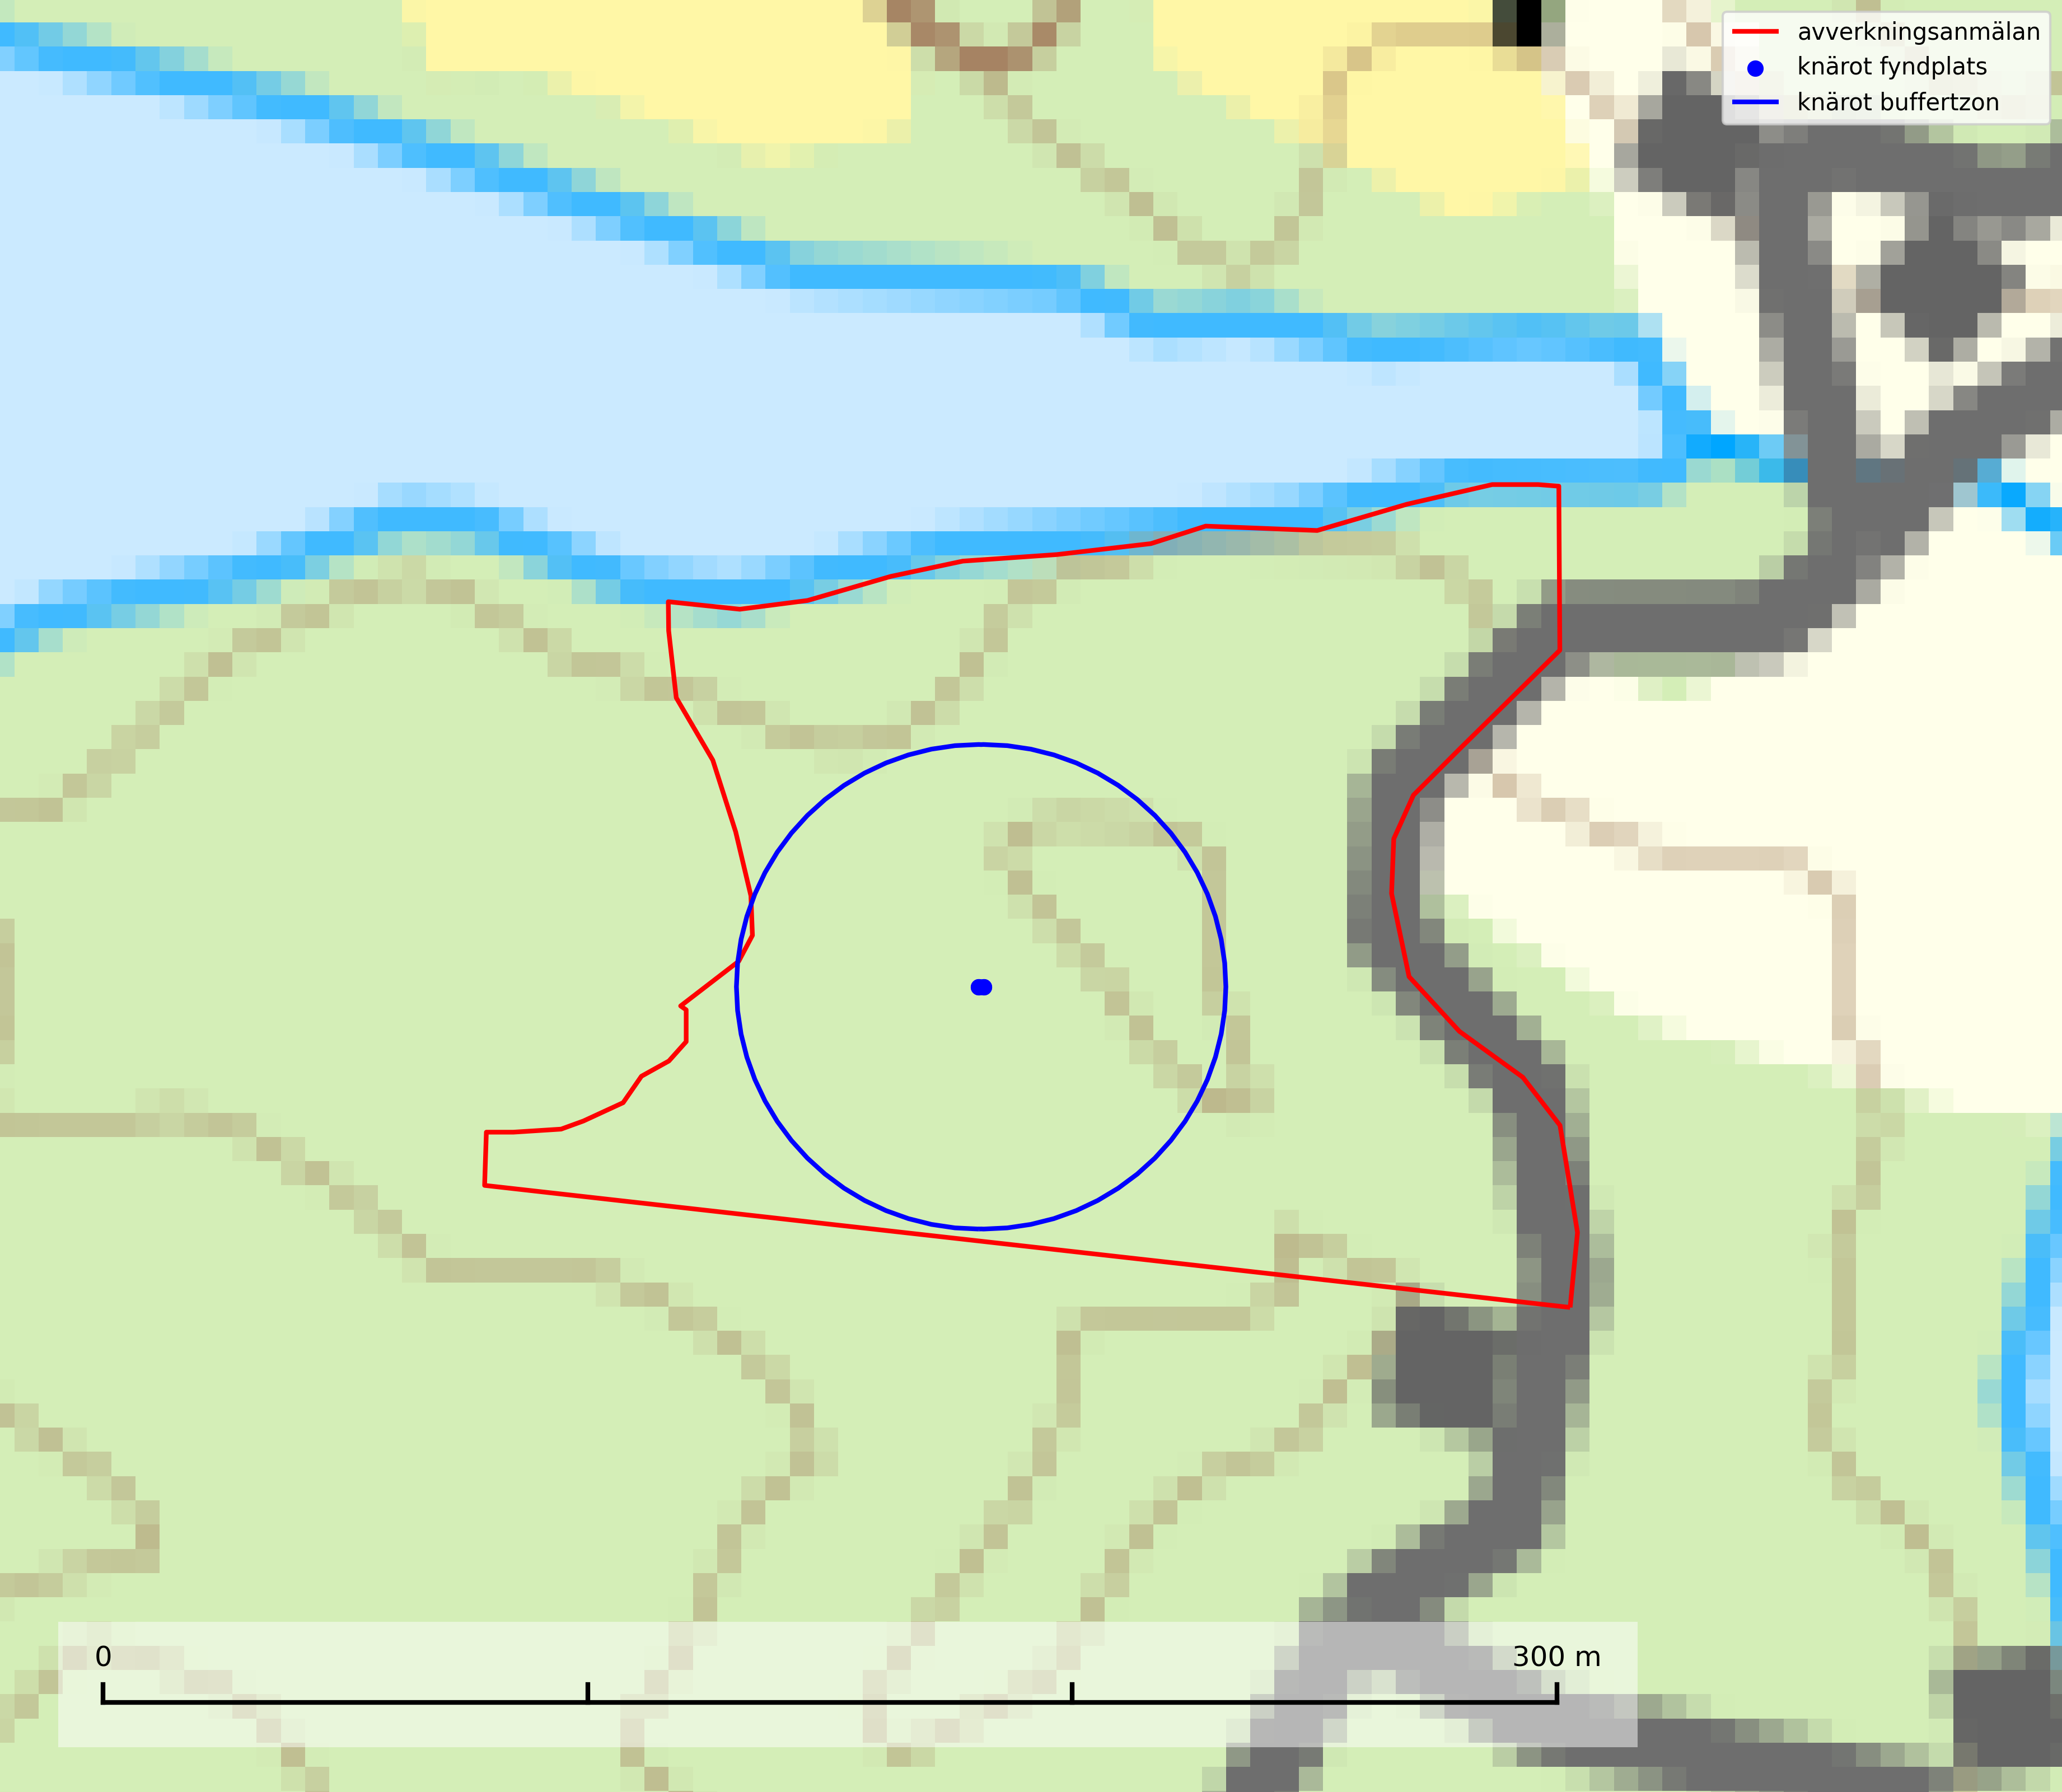 avverkningsanmälan
knärot fyndplats
knärot buffertzon
0
300 m